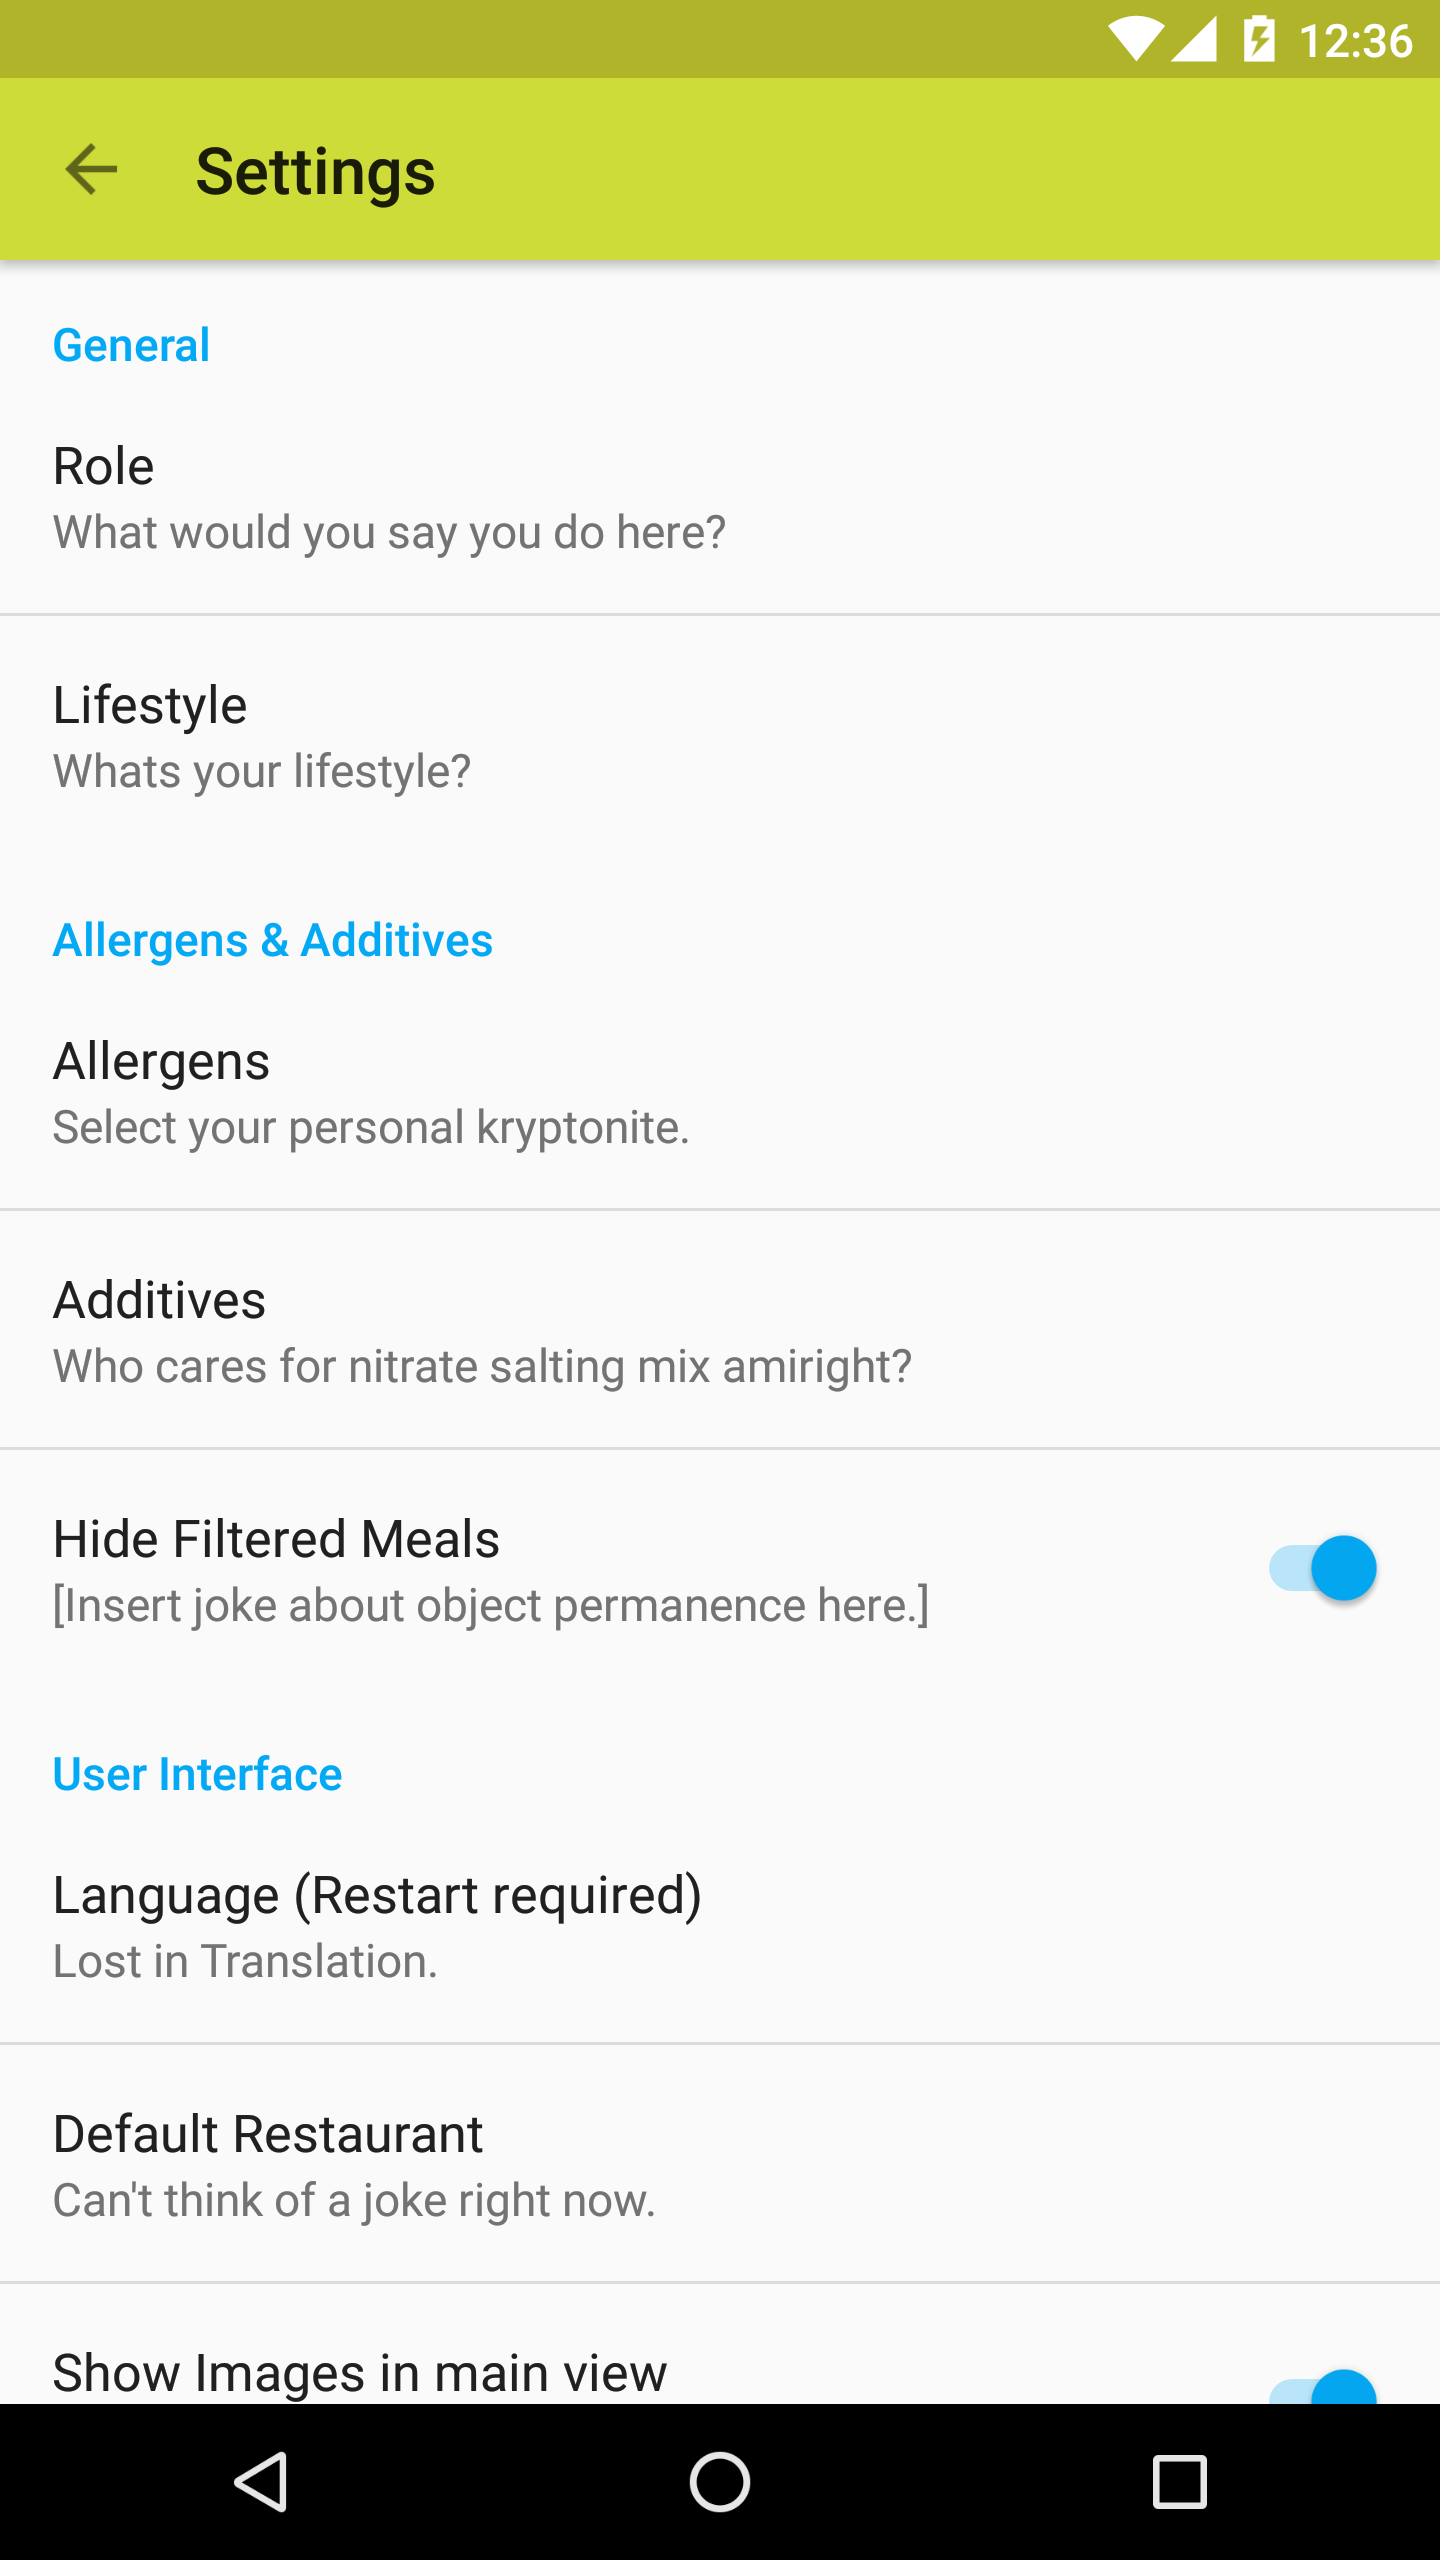 12:36
Settings
General
Role
What would you say you do here?
Lifestyle
Whats your lifestyle?
Allergens & Additives
Allergens
Select your personal kryptonite.
Additives
Who cares for nitrate salting mix amiright?
Hide Filtered Meals
[Insert joke about object permanence here.]
User Interface
Language (Restart required)
Lost in Translation.
Default Restaurant
Can't think of a joke right now.
Show Images in main view